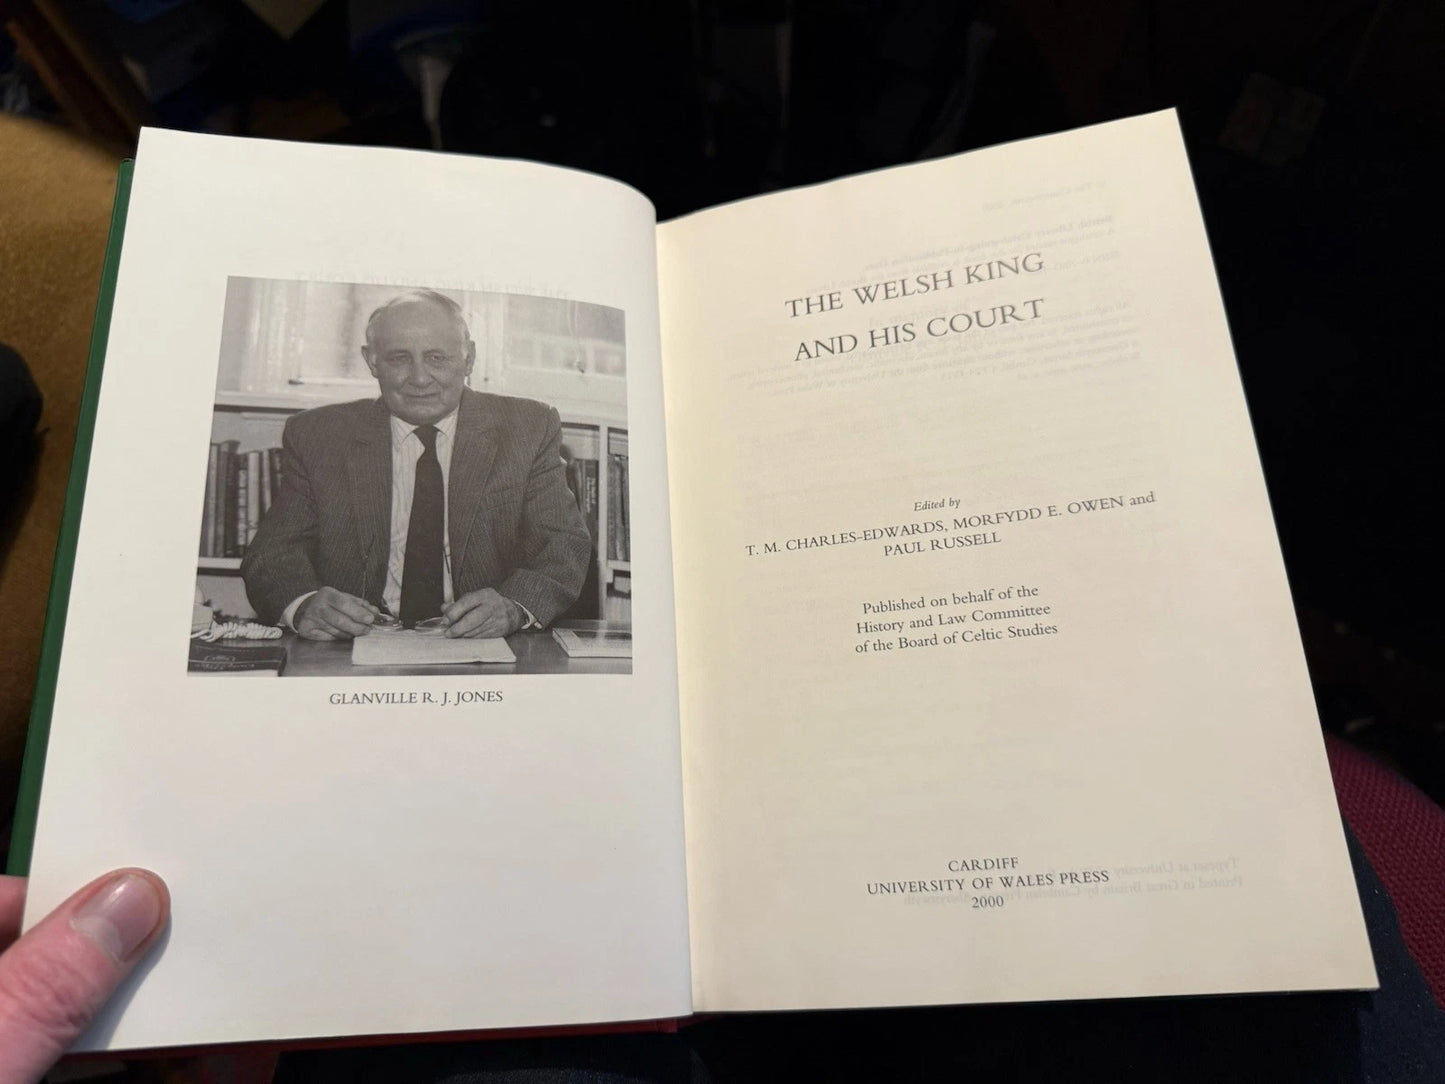 GLANVILLE R. J. JONES
THE WELSH KING
AND HIS COURT
Edited by
T. M. CHARLES-EDWARDS, MORFYDD E. OWEN and
PAUL RUSSELL
Published on behalf of the
History and Law Committee
of the Board of Celtic Studies
CARDIFF
UNIVERSITY OF WALES PRESS
2000